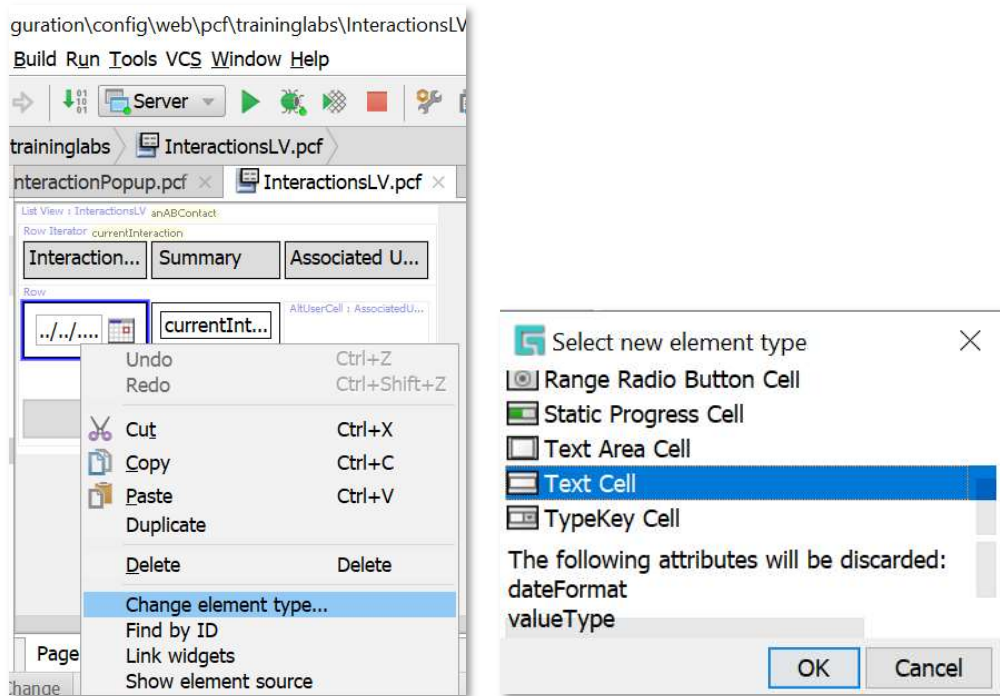 guration\config\web\pcf\traininglabs\InteractionsLV
Build Run Tools VCS Window Help
Server
traininglabs InteractionsLV.pcf
nteractionPopup.pcf InteractionsLV.pcf
List View : InteractionsLV anABContact
Row Iterator currentInteraction
Interaction... Summary Associated U...
Row
../../.... currentInt... AltUserCell : AssociatedU...
Undo Ctrl+Z
Redo Ctrl+Shift+Z
Cut Ctrl+X
Copy Ctrl+C
Paste Ctrl+V
Duplicate
Delete Delete
Change element type...
Find by ID
Page Link widgets
hange Show element source
Select new element type
Range Radio Button Cell
Static Progress Cell
Text Area Cell
Text Cell
TypeKey Cell
The following attributes will be discarded:
dateFormat
valueType
OK Cancel